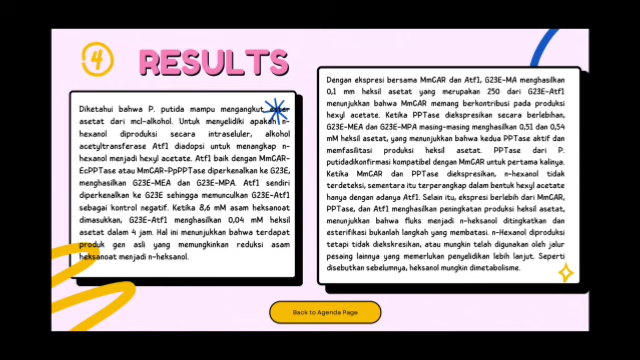 4
RESULTS
Diketahui bahwa P. putida mampu mengangkut ester
asetat dari mcl-alkohol. Untuk menyelidiki apakah n-
hexanol diproduksi secara intraseluler, alkohol
acetyltransferase Atf1 diadopsi untuk menangkap n-
hexanol menjadi hexyl acetate. Atf1 baik dengan MmCAR-
EcPPTase atau MmCAR-PpPPTase diperkenalkan ke G23E,
menghasilkan G23E-MEA dan G23E-MPA. Atf1 sendiri
diperkenalkan ke G23E sehingga memunculkan G23E-Atf1
sebagai kontrol negatif. Ketika 8,6 mM asam heksanoat
dimasukkan, G23E-Atf1 menghasilkan 0,04 mM heksil
asetat dalam 4 jam. Hal ini menunjukkan bahwa terdapat
produk gen asli yang memungkinkan reduksi asam
heksanoat menjadi n-heksanol.
Dengan ekspresi bersama MmCAR dan Atf1, G23E-MA menghasilkan
0,1 mm heksil asetat yang merupakan 250 dari G23E-Atf1
menunjukkan bahwa MmCAR memang berkontribusi pada produksi
hexyl acetate. Ketika PPTase diekspresikan secara berlebihan,
G23E-MEA dan G23E-MPA masing-masing menghasilkan 0,51 dan 0,54
mM heksil asetat, yang menunjukkan bahwa kedua PPTase aktif dan
memfasilitasi produksi heksil asetat. PPTase dari P.
putidadikonfirmasi kompatibel dengan MmCAR untuk pertama kalinya.
Ketika MmCAR dan PPTase diekspresikan, n-hexanol tidak
terdeteksi, sementara itu terperangkap dalam bentuk hexyl acetate
hanya dengan adanya Atf1. Selain itu, ekspresi berlebih dari MmCAR,
PPTase, dan Atf1 menghasilkan peningkatan produksi heksil asetat,
menunjukkan bahwa fluks menjadi n-heksanol ditingkatkan dan
esterifikasi bukanlah langkah yang membatasi. n-Hexanol diproduksi
tetapi tidak diekskresikan, atau mungkin telah digunakan oleh jalur
pesaing lainnya yang memerlukan penyelidikan lebih lanjut. Seperti
disebutkan sebelumnya, heksanol mungkin dimetabolisme.
Back to Agenda Page